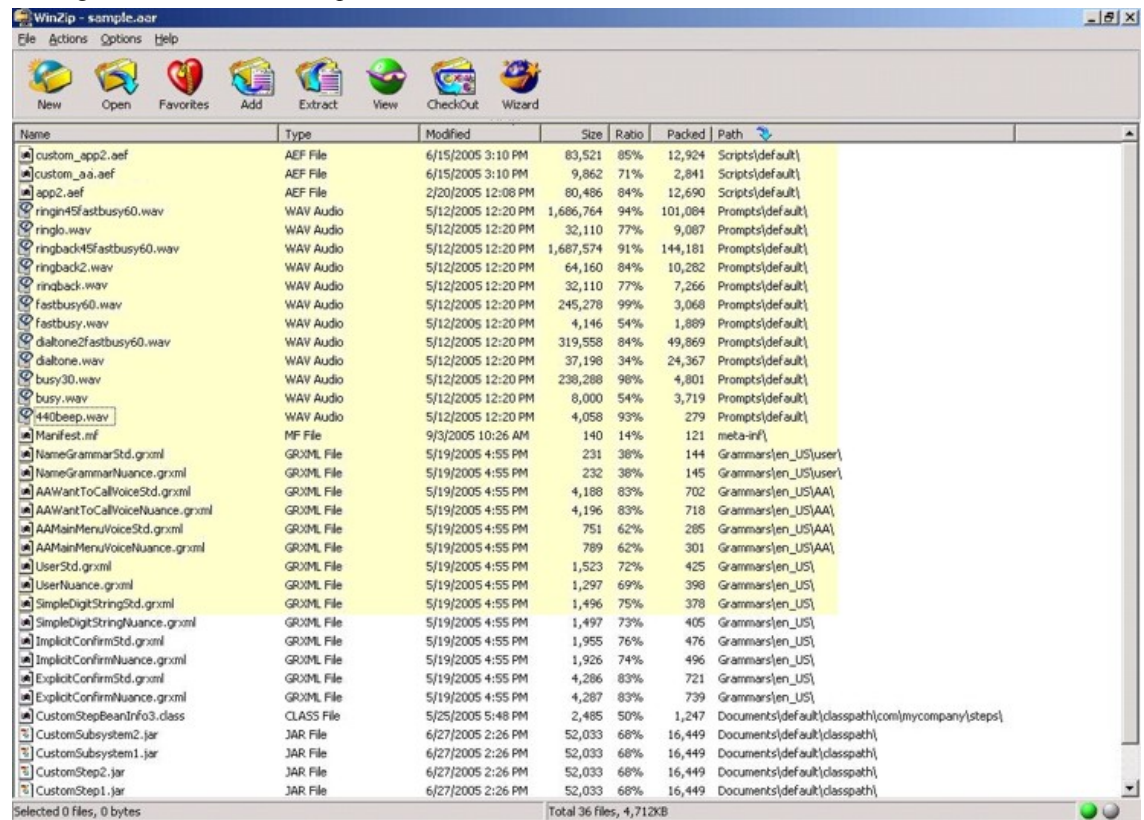 WinZip - sample.aar
File Actions Options Help
New Open Favorites Add Extract View CheckOut Wizard
Name Type Modified Size Ratio Packed Path
custom_app2.aef AEF File 6/15/2005 3:10 PM 83,521 85% 12,924 Scripts\default\
custom_aa.aef AEF File 6/15/2005 3:10 PM 9,862 71% 2,841 Scripts\default\
app2.aef AEF File 2/20/2005 12:08 PM 80,486 84% 12,690 Scripts\default\
ringin45fastbusy60.wav WAV Audio 5/12/2005 12:20 PM 1,686,764 94% 101,084 Prompts\default\
ringlo.wav WAV Audio 5/12/2005 12:20 PM 32,110 77% 9,087 Prompts\default\
ringback45fastbusy60.wav WAV Audio 5/12/2005 12:20 PM 1,687,574 91% 144,181 Prompts\default\
ringback2.wav WAV Audio 5/12/2005 12:20 PM 64,160 84% 10,282 Prompts\default\
ringback.wav WAV Audio 5/12/2005 12:20 PM 32,110 77% 7,266 Prompts\default\
fastbusy60.wav WAV Audio 5/12/2005 12:20 PM 245,278 99% 3,068 Prompts\default\
fastbusy.wav WAV Audio 5/12/2005 12:20 PM 4,146 54% 1,889 Prompts\default\
dialtone2fastbusy60.wav WAV Audio 5/12/2005 12:20 PM 319,558 84% 49,869 Prompts\default\
dialtone.wav WAV Audio 5/12/2005 12:20 PM 37,198 34% 24,367 Prompts\default\
busy30.wav WAV Audio 5/12/2005 12:20 PM 238,288 98% 4,801 Prompts\default\
busy.wav WAV Audio 5/12/2005 12:20 PM 8,000 54% 3,719 Prompts\default\
440beep.wav WAV Audio 5/12/2005 12:20 PM 4,058 93% 279 Prompts\default\
Manifest.mf MF File 9/3/2005 10:26 AM 140 14% 121 meta-inf\
NameGrammarStd.grxml GRXML File 5/19/2005 4:55 PM 231 38% 144 Grammars\en_US\user\
NameGrammarNuance.grxml GRXML File 5/19/2005 4:55 PM 232 38% 145 Grammars\en_US\user\
AAWantToCallVoiceStd.grxml GRXML File 5/19/2005 4:55 PM 4,188 83% 702 Grammars\en_US\AA\
AAWantToCallVoiceNuance.grxml GRXML File 5/19/2005 4:55 PM 4,196 83% 718 Grammars\en_US\AA\
AAMainMenuVoiceStd.grxml GRXML File 5/19/2005 4:55 PM 751 62% 285 Grammars\en_US\AA\
AAMainMenuVoiceNuance.grxml GRXML File 5/19/2005 4:55 PM 789 62% 301 Grammars\en_US\AA\
UserStd.grxml GRXML File 5/19/2005 4:55 PM 1,523 72% 425 Grammars\en_US\
UserNuance.grxml GRXML File 5/19/2005 4:55 PM 1,297 69% 398 Grammars\en_US\
SimpleDigitStringStd.grxml GRXML File 5/19/2005 4:55 PM 1,496 75% 378 Grammars\en_US\
SimpleDigitStringNuance.grxml GRXML File 5/19/2005 4:55 PM 1,497 73% 405 Grammars\en_US\
ImplicitConfirmStd.grxml GRXML File 5/19/2005 4:55 PM 1,955 76% 476 Grammars\en_US\
ImplicitConfirmNuance.grxml GRXML File 5/19/2005 4:55 PM 1,926 74% 496 Grammars\en_US\
ExplicitConfirmStd.grxml GRXML File 5/19/2005 4:55 PM 4,286 83% 721 Grammars\en_US\
ExplicitConfirmNuance.grxml GRXML File 5/19/2005 4:55 PM 4,287 83% 739 Grammars\en_US\
CustomStepBeanInfo3.class CLASS File 5/25/2005 5:48 PM 2,485 50% 1,247 Documents\default\classpath\com\mycompany\steps\
CustomSubsystem2.jar JAR File 6/27/2005 2:26 PM 52,033 68% 16,449 Documents\default\classpath\
CustomSubsystem1.jar JAR File 6/27/2005 2:26 PM 52,033 68% 16,449 Documents\default\classpath\
CustomStep2.jar JAR File 6/27/2005 2:26 PM 52,033 68% 16,449 Documents\default\classpath\
CustomStep1.jar JAR File 6/27/2005 2:26 PM 52,033 68% 16,449 Documents\default\classpath\
Selected 0 files, 0 bytes Total 36 files, 4,712KB